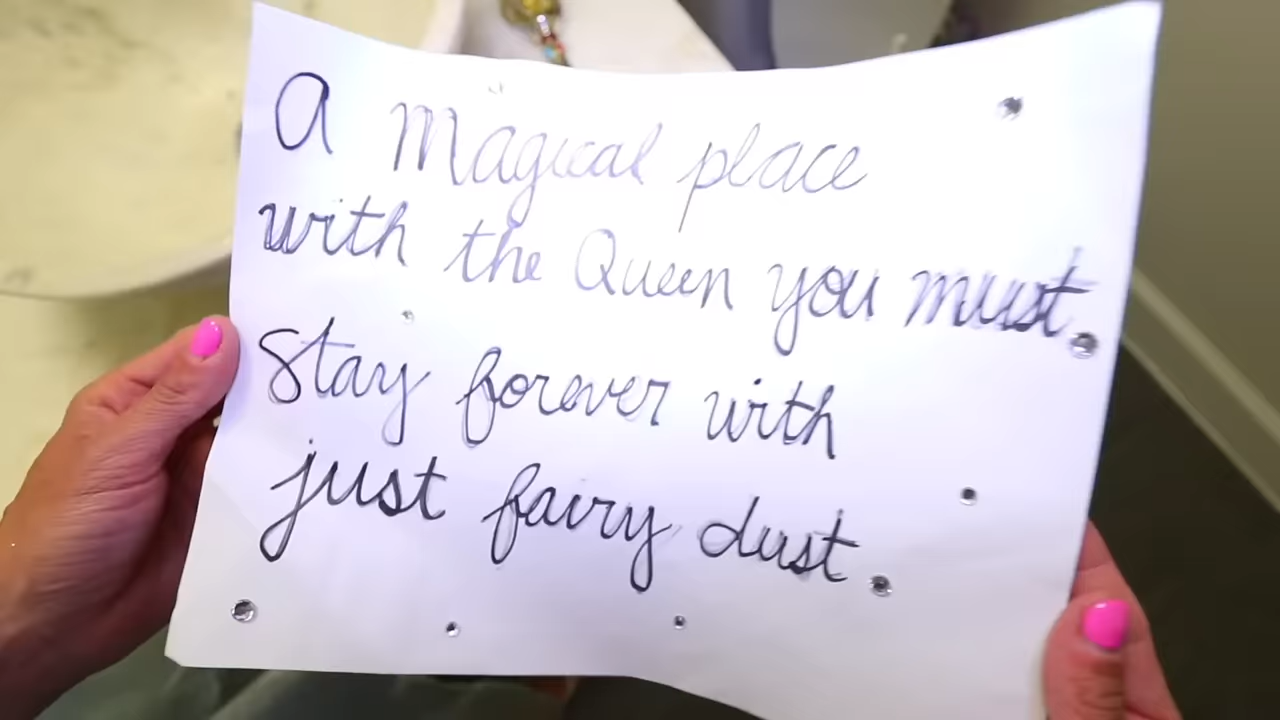 A Magical place
with the Queen you must.
Stay forever with
just fairy dust.